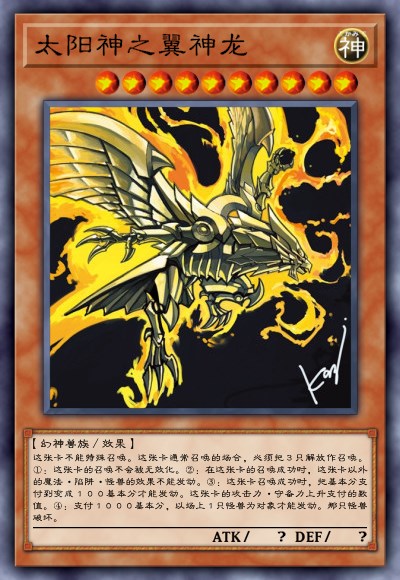 太阳神之翼神龙
神
かみ
【幻神兽族/效果】
这张卡不能特殊召唤。这张卡通常召唤的场合,必须把3只解放作召唤。
①:这张卡的召唤不会被无效化。②:在这张卡的召唤成功时,这张卡以外
的魔法·陷阱·怪兽的效果不能发动。③:这张卡召唤成功时,把基本分支
付到变成100基本分才能发动。这张卡的攻击力·守备力上升支付的数
值。④:支付1000基本分,以场上1只怪兽为对象才能发动。那只怪兽
破坏。
ATK/ ? DEF/ ?